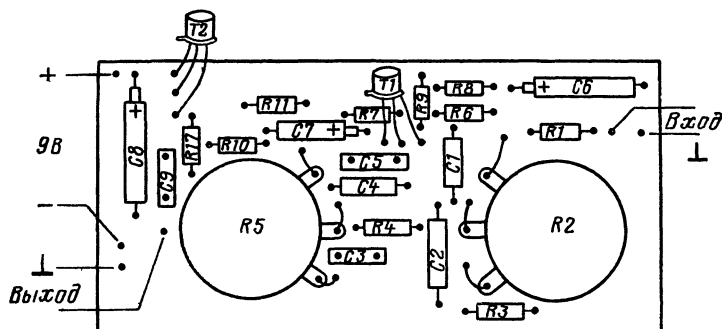 T2
+
9В
−
⊥
Выход
C8
+
C9
R17
R10
R11
C7
+
R7
T1
R9
R8
R6
C6
+
R1
Вход
⊥
C5
C4
C1
R5
R4
C3
C2
R2
R3